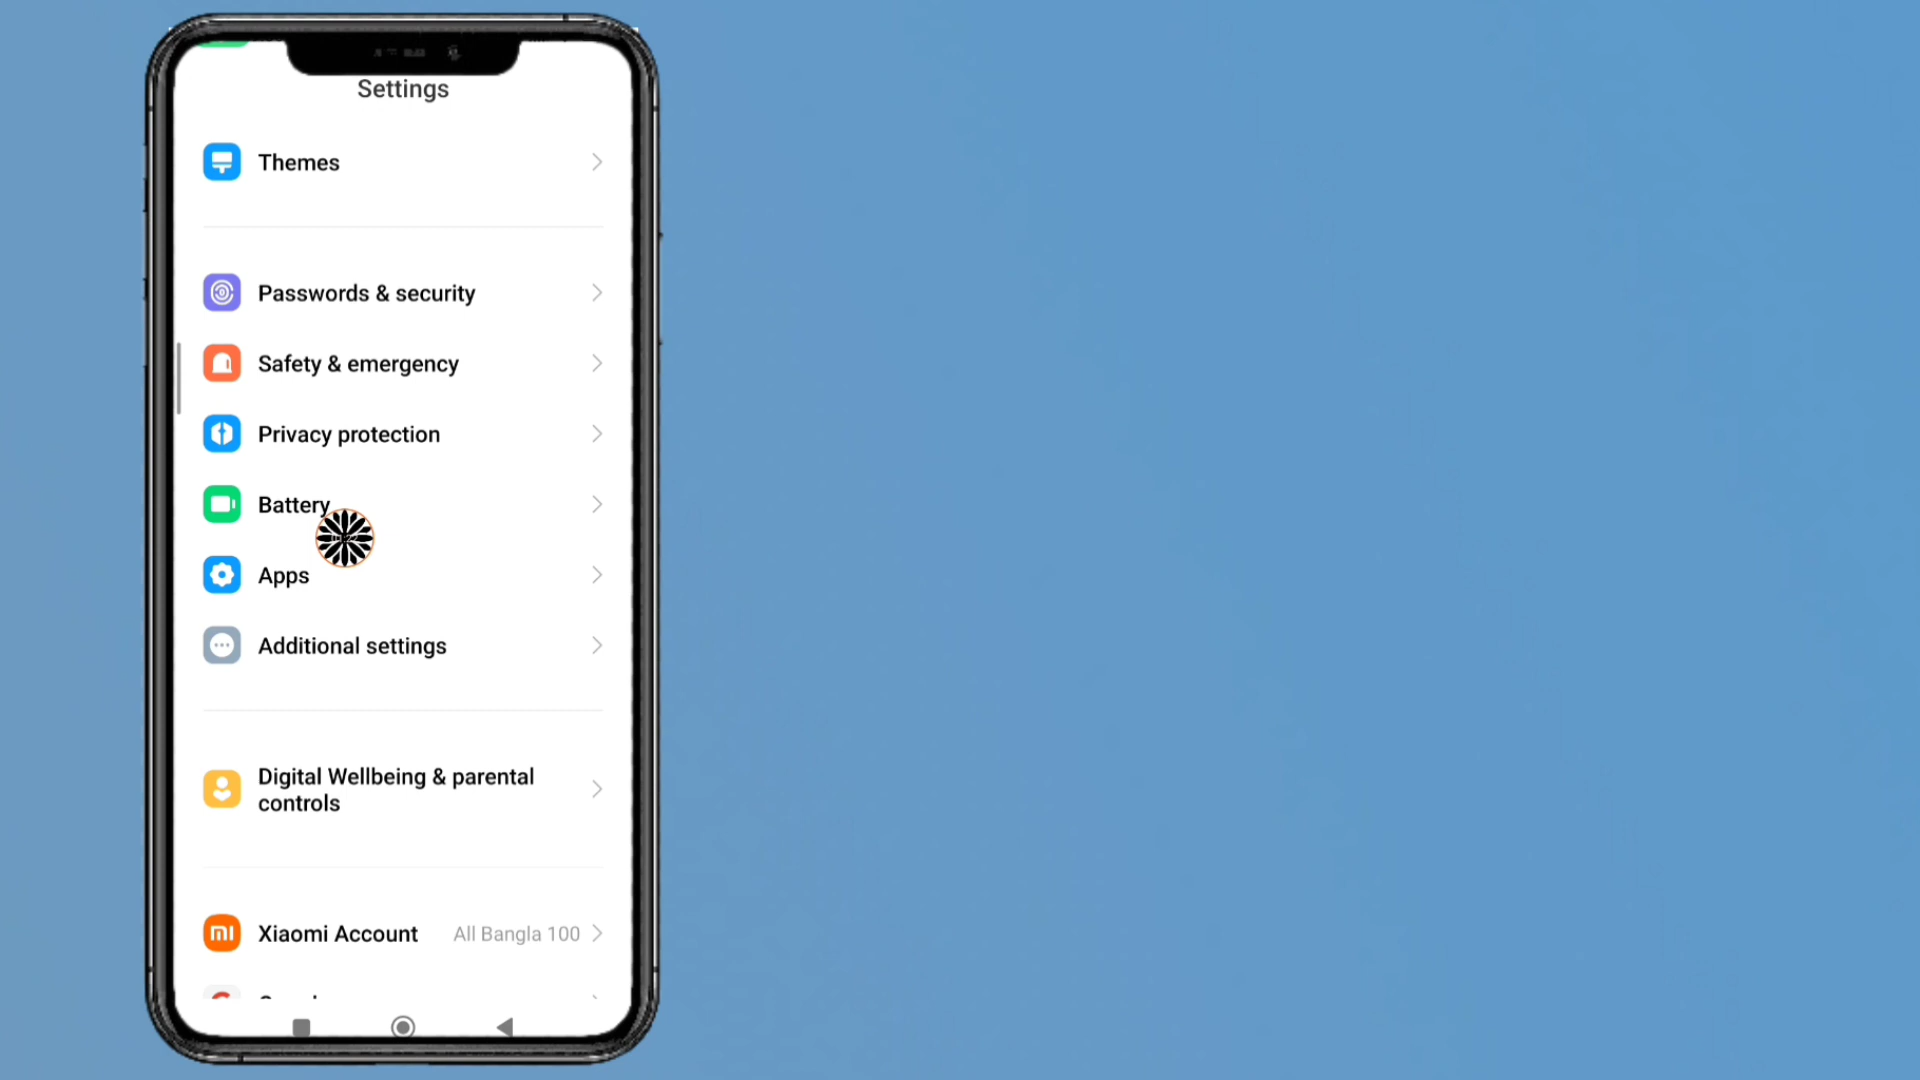 Settings
Themes
Passwords & security
Safety & emergency
Privacy protection
Battery
Apps
Additional settings
Digital Wellbeing & parental
controls
Xiaomi Account All Bangla 100